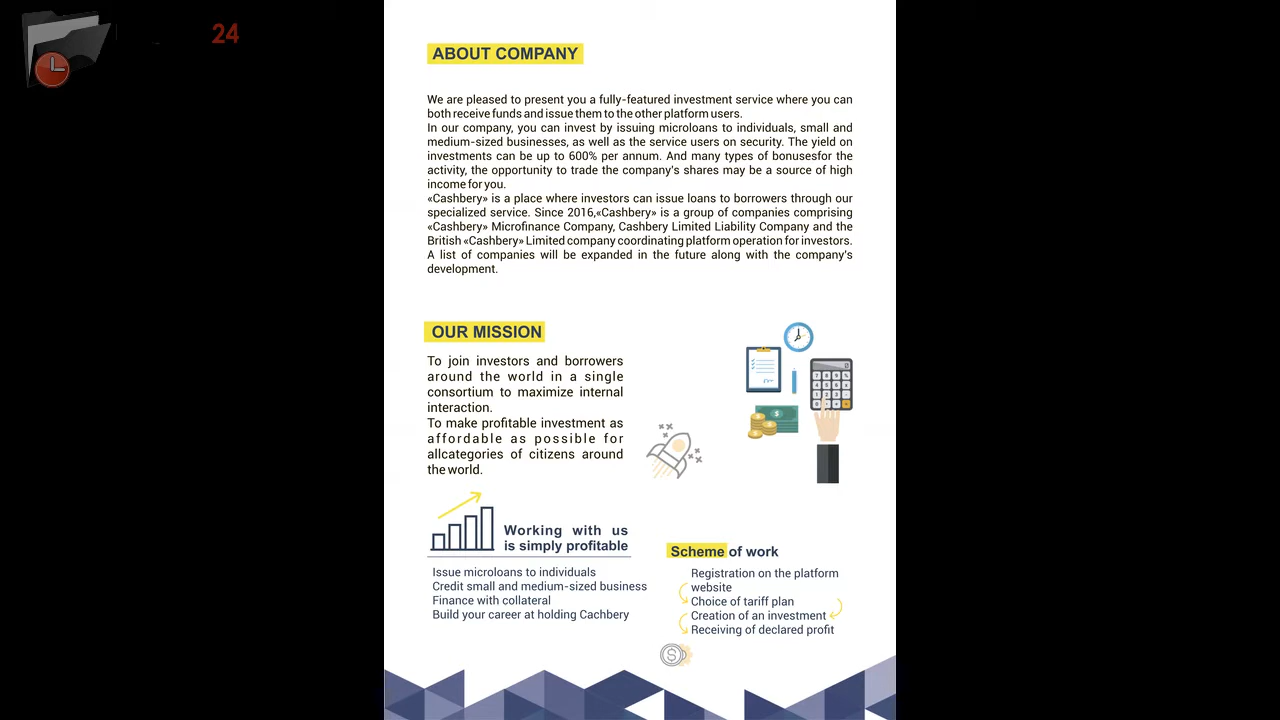 24
ABOUT COMPANY
We are pleased to present you a fully-featured investment service where you can
both receive funds and issue them to the other platform users.
In our company, you can invest by issuing microloans to individuals, small and
medium-sized businesses, as well as the service users on security. The yield on
investments can be up to 600% per annum. And many types of bonusesfor the
activity, the opportunity to trade the company's shares may be a source of high
income for you.
«Cashbery» is a place where investors can issue loans to borrowers through our
specialized service. Since 2016,«Cashbery» is a group of companies comprising
«Cashbery» Microfinance Company, Cashbery Limited Liability Company and the
British «Cashbery» Limited company coordinating platform operation for investors.
A list of companies will be expanded in the future along with the company's
development.
OUR MISSION
To join investors and borrowers
around the world in a single
consortium to maximize internal
interaction.
To make profitable investment as
affordable as possible for
allcategories of citizens around
the world.
Working with us
is simply profitable
Issue microloans to individuals
Credit small and medium-sized business
Finance with collateral
Build your career at holding Cachbery
Scheme of work
Registration on the platform
website
Choice of tariff plan
Creation of an investment
Receiving of declared profit